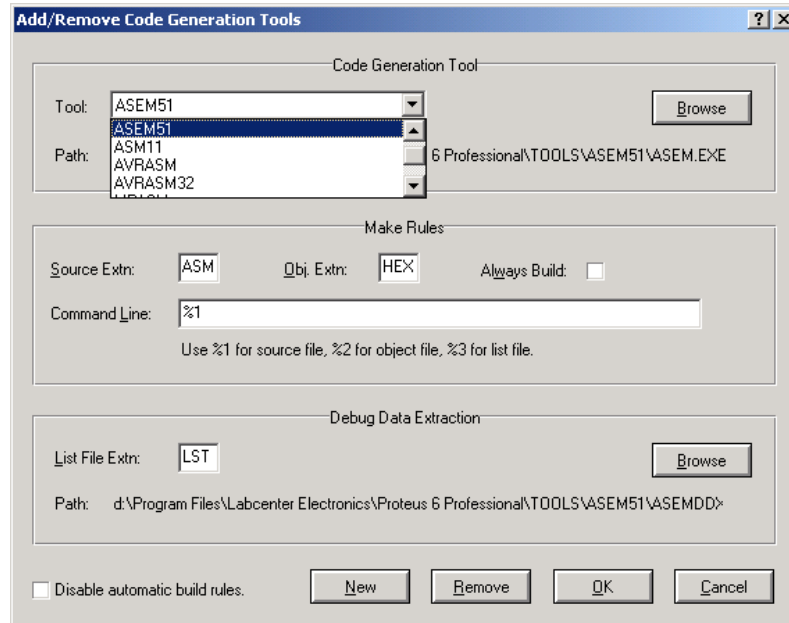 Add/Remove Code Generation Tools
Code Generation Tool
Tool: ASEM51 Browse
ASEM51
ASM11
Path: 6 Professional\TOOLS\ASEM51\ASEM.EXE
AVRASM
AVRASM32
Make Rules
Source Extn: ASM Obj. Extn: HEX Always Build:
Command Line: %1
Use %1 for source file, %2 for object file, %3 for list file.
Debug Data Extraction
List File Extn: LST Browse
Path: d:\Program Files\Labcenter Electronics\Proteus 6 Professional\TOOLS\ASEM51\ASEMDDX
Disable automatic build rules. New Remove OK Cancel